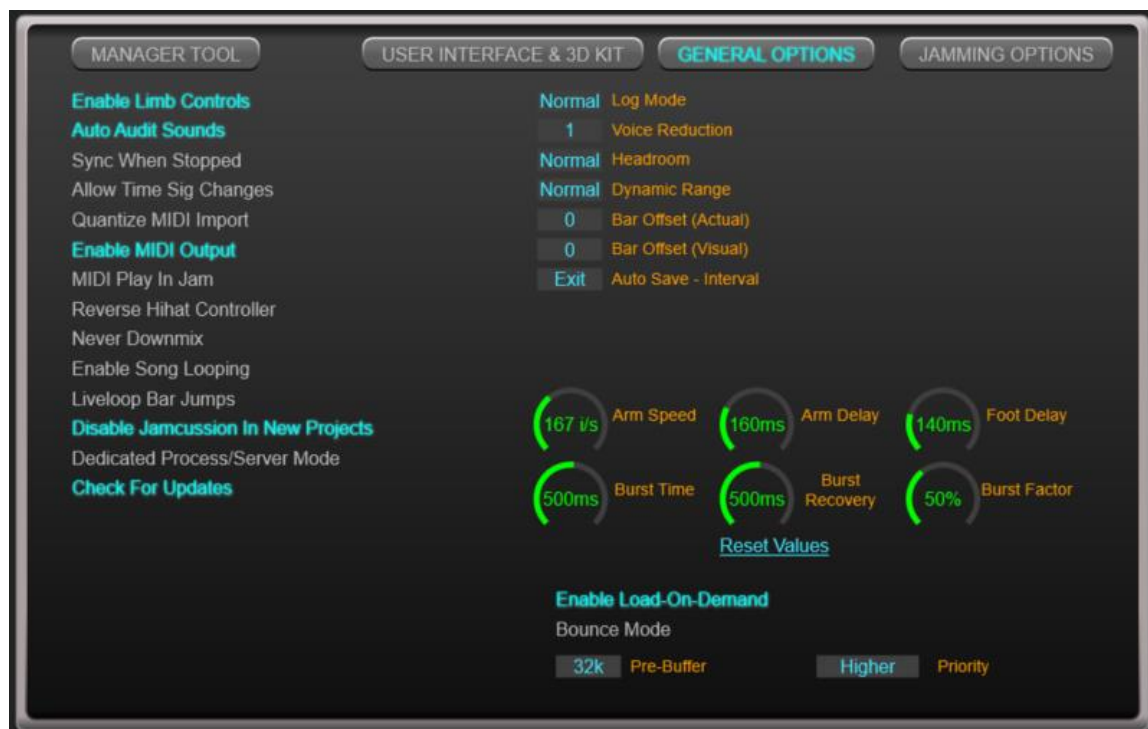 MANAGER TOOL
USER INTERFACE & 3D KIT
GENERAL OPTIONS
JAMMING OPTIONS
Enable Limb Controls
Auto Audit Sounds
Sync When Stopped
Allow Time Sig Changes
Quantize MIDI Import
Enable MIDI Output
MIDI Play In Jam
Reverse Hihat Controller
Never Downmix
Enable Song Looping
Liveloop Bar Jumps
Disable Jamcussion In New Projects
Dedicated Process/Server Mode
Check For Updates
Normal Log Mode
1 Voice Reduction
Normal Headroom
Normal Dynamic Range
0 Bar Offset (Actual)
0 Bar Offset (Visual)
Exit Auto Save - Interval
167 i/s Arm Speed
160ms Arm Delay
140ms Foot Delay
500ms Burst Time
500ms Burst
Recovery
50% Burst Factor
Reset Values
Enable Load-On-Demand
Bounce Mode
32k Pre-Buffer
Higher Priority